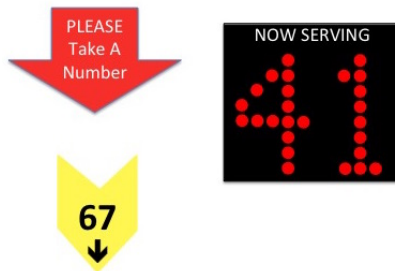 PLEASE
Take A
Number
NOW SERVING
41
67